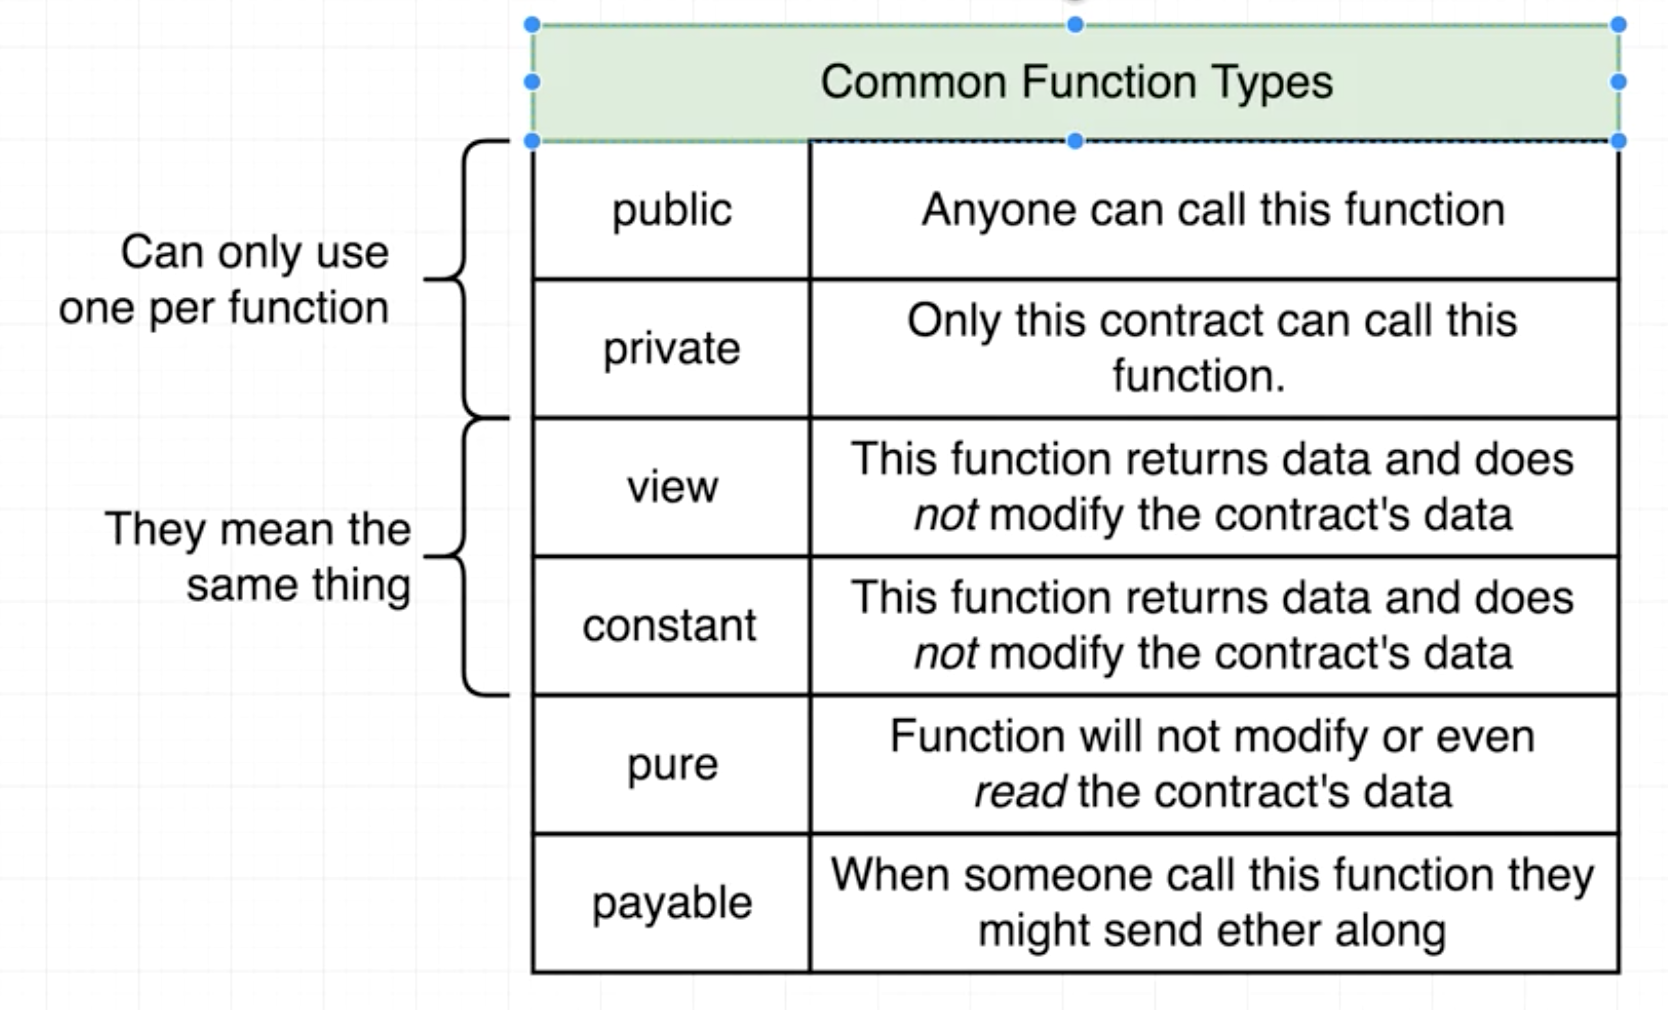 Common Function Types
Can only use
one per function
public
Anyone can call this function
private
Only this contract can call this
function.
They mean the
same thing
view
This function returns data and does
not modify the contract's data
constant
This function returns data and does
not modify the contract's data
pure
Function will not modify or even
read the contract's data
payable
When someone call this function they
might send ether along